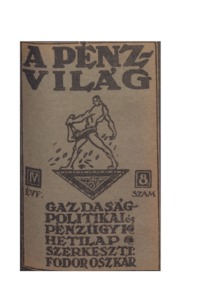 A PÉNZ-
VILÁG
IV 8
ÉVF. SZÁM
GAZDASÁG-
POLITIKAI és
PÉNZÜGYI
HETILAP
SZERKESZTI:
FODOR OSZKÁR